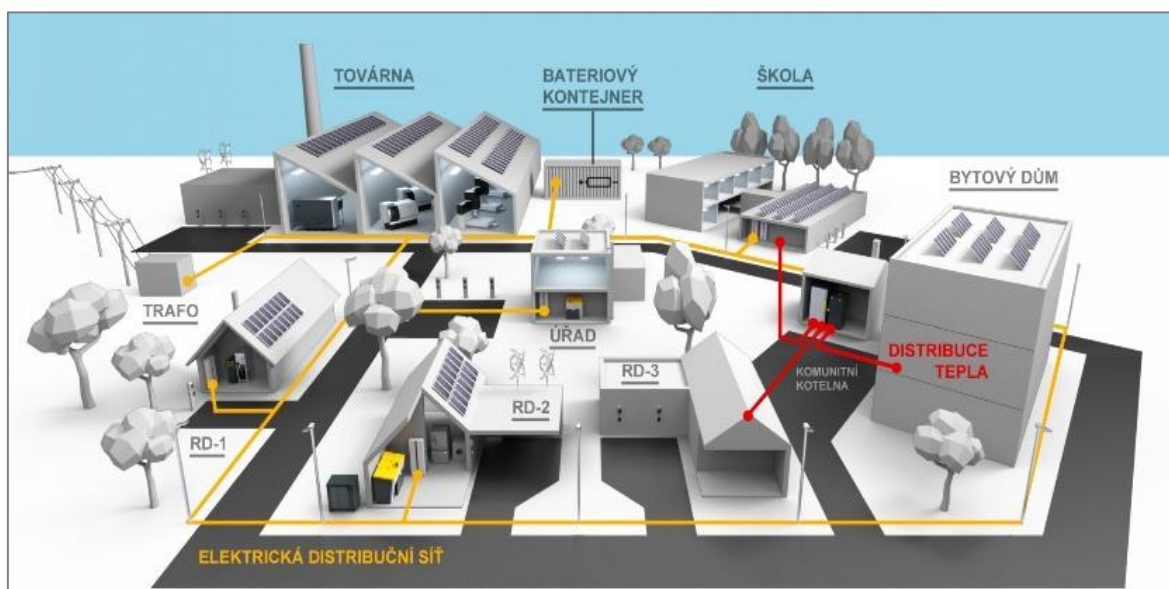 TOVÁRNA
BATERIOVÝ
KONTEJNER
ŠKOLA
BYTOVÝ DŮM
TRAFO
ÚŘAD
RD-3
KOMUNITNÍ
KOTELNA
DISTRIBUCE
TEPLA
RD-2
RD-1
ELEKTRICKÁ DISTRIBUČNÍ SÍŤ